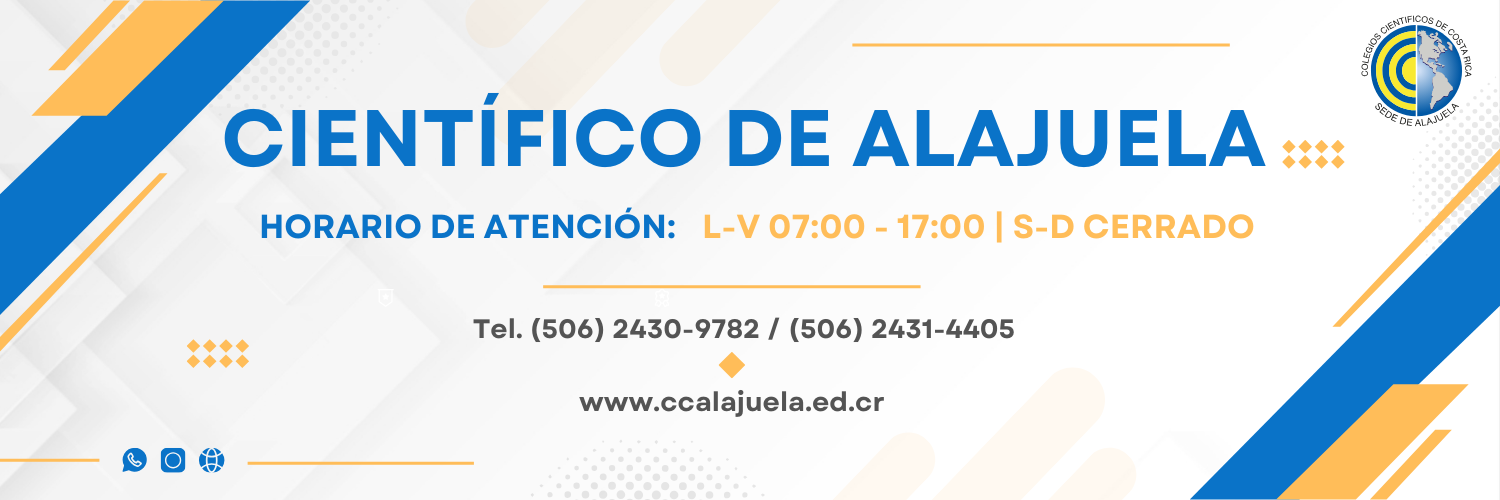 COLEGIOS CIENTIFICOS DE COSTA RICA
SEDE DE ALAJUELA
CIENTÍFICO DE ALAJUELA
HORARIO DE ATENCIÓN: L-V 07:00 - 17:00 | S-D CERRADO
Tel. (506) 2430-9782 / (506) 2431-4405
www.ccalajuela.ed.cr